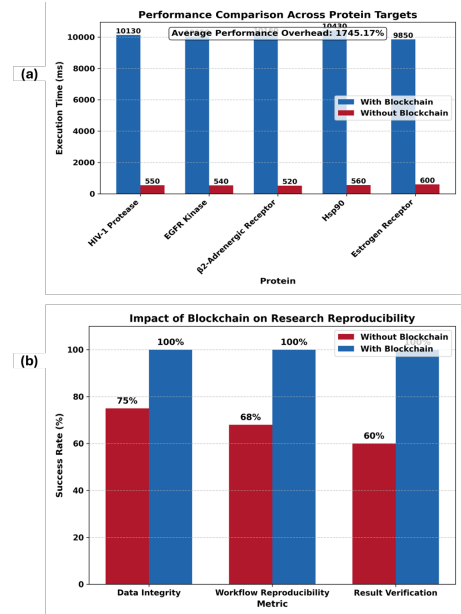 (a)
Performance Comparison Across Protein Targets
Average Performance Overhead: 1745.17%
10130
10430
9850
550
540
520
560
600
Execution Time (ms)
10000
8000
6000
4000
2000
0
With Blockchain
Without Blockchain
HIV-1 Protease
EGFR Kinase
β2-Adrenergic Receptor
Hsp90
Estrogen Receptor
Protein
(b)
Impact of Blockchain on Research Reproducibility
Without Blockchain
With Blockchain
Success Rate (%)
100
80
60
40
20
0
75%
100%
68%
100%
60%
100%
Data Integrity
Workflow Reproducibility
Result Verification
Metric